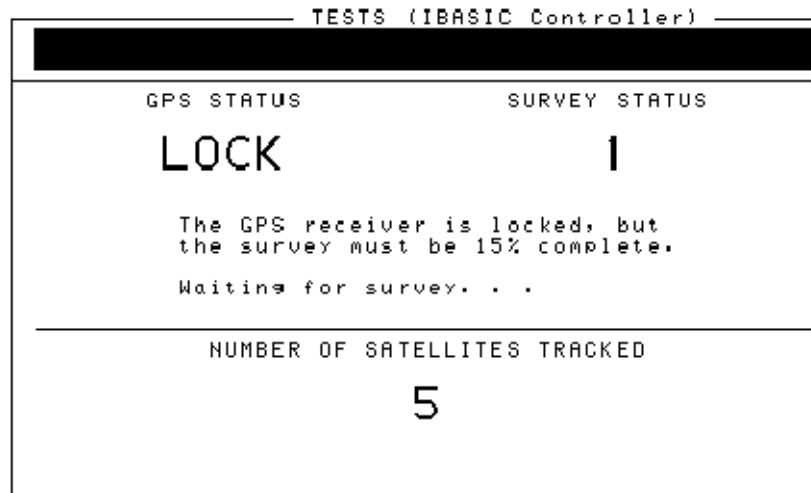 TESTS (IBASIC Controller)
GPS STATUS SURVEY STATUS
LOCK 1
The GPS receiver is locked, but
the survey must be 15% complete.
Waiting for survey. . .
NUMBER OF SATELLITES TRACKED
5